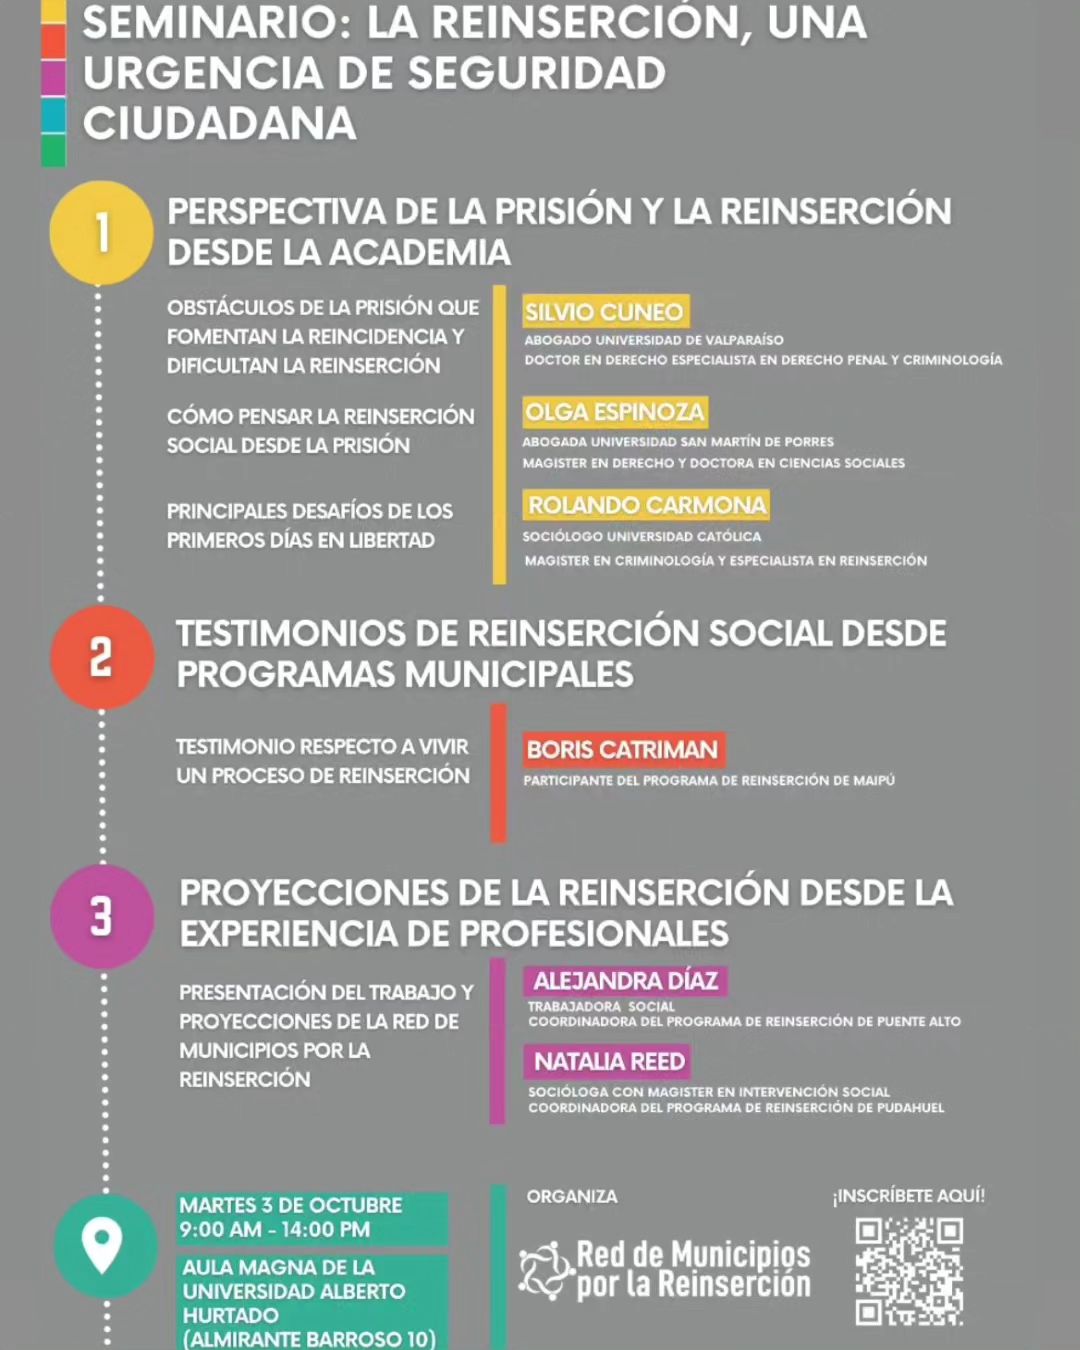 SEMINARIO: LA REINSERCIÓN, UNA
URGENCIA DE SEGURIDAD
CIUDADANA
1
PERSPECTIVA DE LA PRISIÓN Y LA REINSERCIÓN
DESDE LA ACADEMIA
OBSTÁCULOS DE LA PRISIÓN QUE
FOMENTAN LA REINCIDENCIA Y
DIFICULTAN LA REINSERCIÓN
SILVIO CUNEO
ABOGADO UNIVERSIDAD DE VALPARAÍSO
DOCTOR EN DERECHO ESPECIALISTA EN DERECHO PENAL Y CRIMINOLOGÍA
CÓMO PENSAR LA REINSERCIÓN
SOCIAL DESDE LA PRISIÓN
OLGA ESPINOZA
ABOGADA UNIVERSIDAD SAN MARTÍN DE PORRES
MAGISTER EN DERECHO Y DOCTORA EN CIENCIAS SOCIALES
PRINCIPALES DESAFÍOS DE LOS
PRIMEROS DÍAS EN LIBERTAD
ROLANDO CARMONA
SOCIÓLOGO UNIVERSIDAD CATÓLICA
MAGISTER EN CRIMINOLOGÍA Y ESPECIALISTA EN REINSERCIÓN
2
TESTIMONIOS DE REINSERCIÓN SOCIAL DESDE
PROGRAMAS MUNICIPALES
TESTIMONIO RESPECTO A VIVIR
UN PROCESO DE REINSERCIÓN
BORIS CATRIMAN
PARTICIPANTE DEL PROGRAMA DE REINSERCIÓN DE MAIPÚ
3
PROYECCIONES DE LA REINSERCIÓN DESDE LA
EXPERIENCIA DE PROFESIONALES
PRESENTACIÓN DEL TRABAJO Y
PROYECCIONES DE LA RED DE
MUNICIPIOS POR LA
REINSERCIÓN
ALEJANDRA DÍAZ
TRABAJADORA SOCIAL
COORDINADORA DEL PROGRAMA DE REINSERCIÓN DE PUENTE ALTO
NATALIA REED
SOCIÓLOGA CON MAGISTER EN INTERVENCIÓN SOCIAL
COORDINADORA DEL PROGRAMA DE REINSERCIÓN DE PUDAHUEL
MARTES 3 DE OCTUBRE
9:00 AM - 14:00 PM
AULA MAGNA DE LA
UNIVERSIDAD ALBERTO
HURTADO
(ALMIRANTE BARROSO 10)
ORGANIZA
Red de Municipios
por la Reinserción
¡INSCRÍBETE AQUÍ!